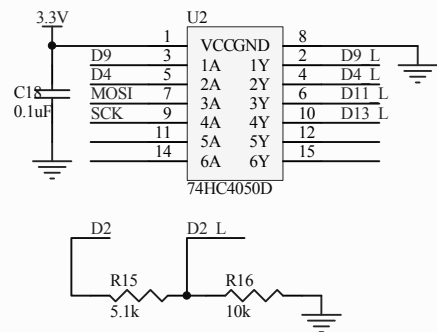 3.3V
U2
1 VCC GND 8
D9 3 1A 1Y 2 D9_L
D4 5 2A 2Y 4 D4_L
C18 MOSI 7 3A 3Y 6 D11_L
0.1uF SCK 9 4A 4Y 10 D13_L
11 5A 5Y 12
14 6A 6Y 15
74HC4050D
D2 D2_L
R15 R16
5.1k 10k